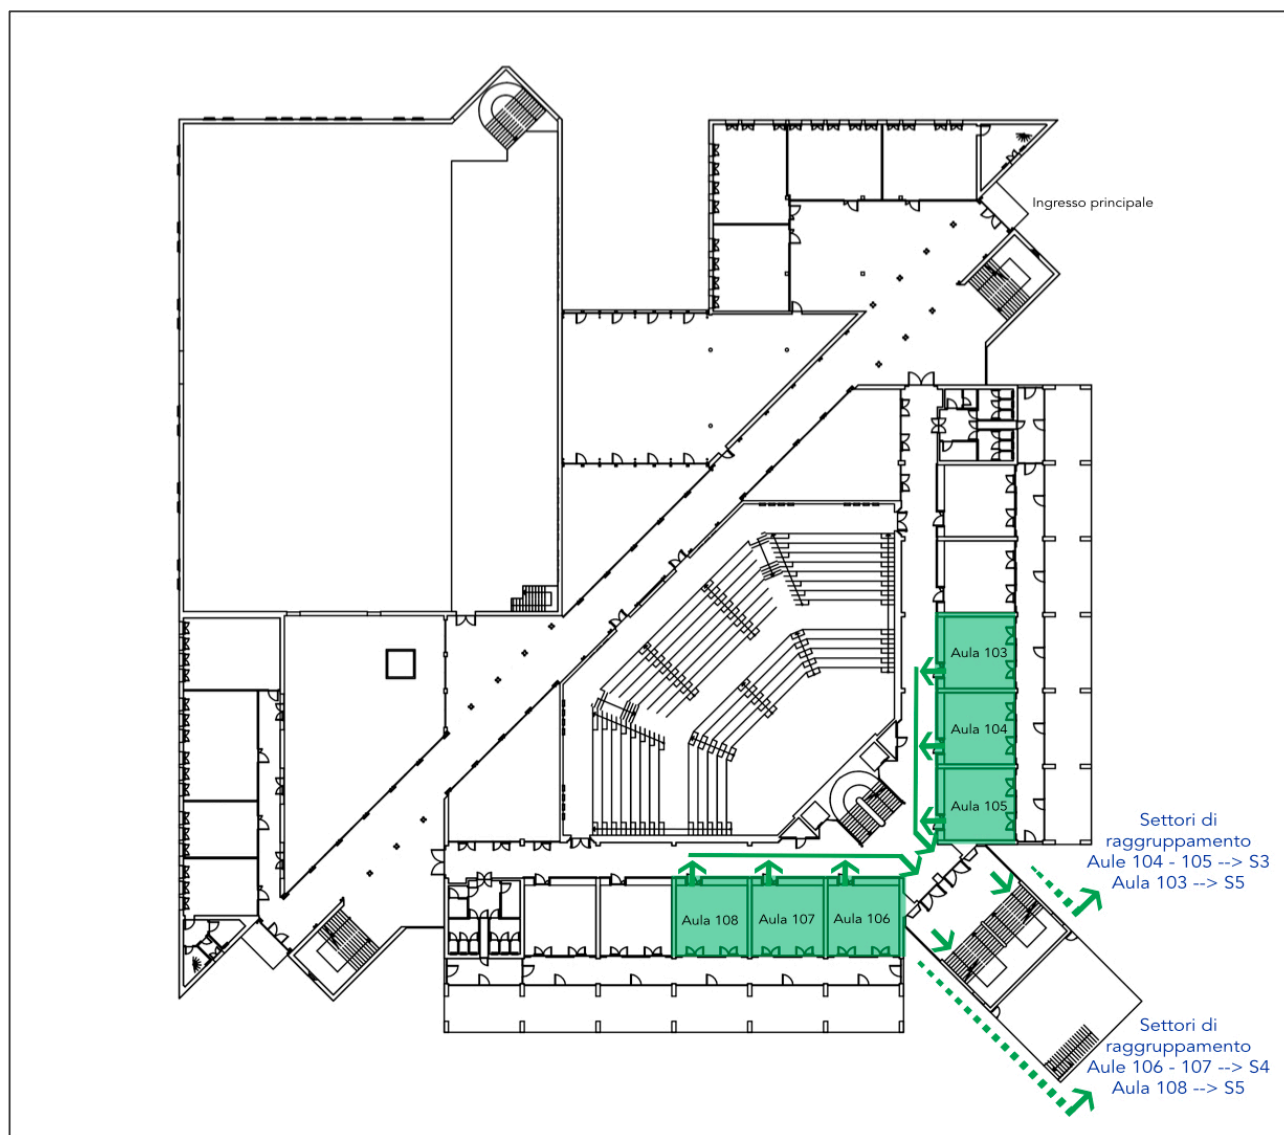 Ingresso principale
Aula 103
Aula 104
Aula 105
Settori di
raggruppamento
Aule 104 - 105 --> S3
Aula 103 --> S5
Aula 108
Aula 107
Aula 106
Settori di
raggruppamento
Aule 106 - 107 --> S4
Aula 108 --> S5